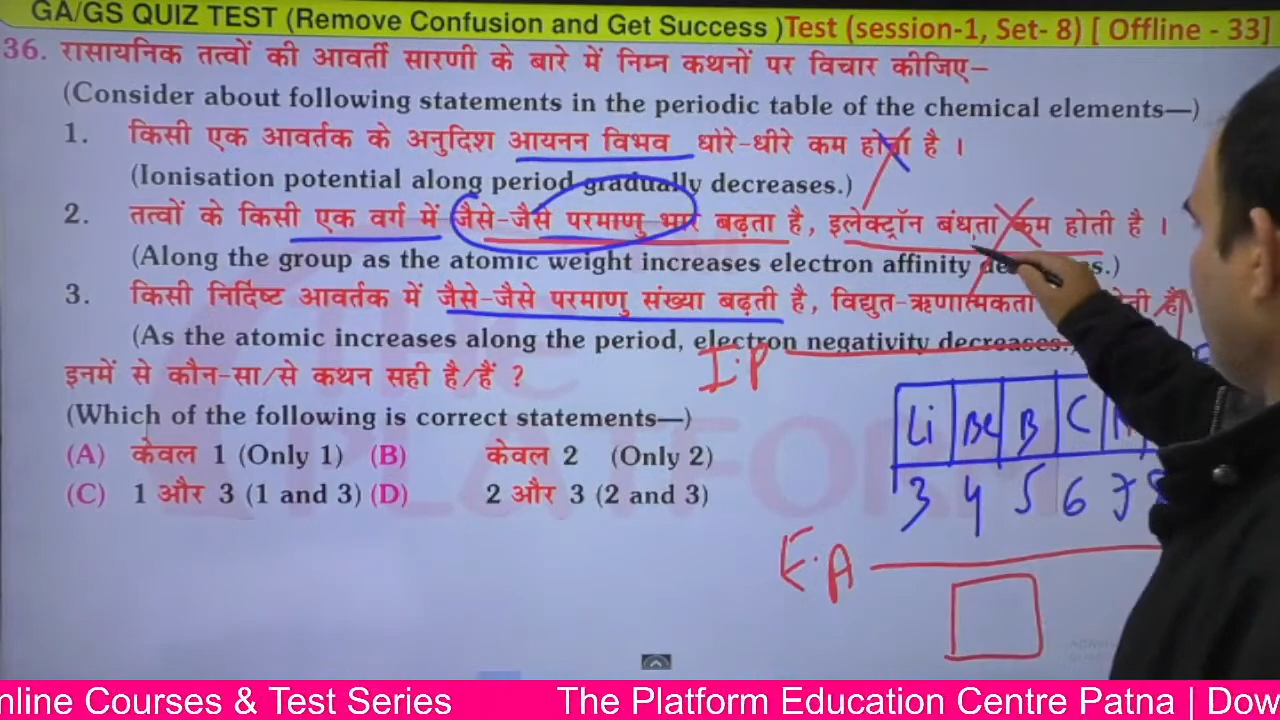 GA/GS QUIZ TEST (Remove Confusion and Get Success )Test (session-1, Set- 8) [ Offline - 33]
36. रासायनिक तत्वों की आवर्ती सारणी के बारे में निम्न कथनों पर विचार कीजिए–
(Consider about following statements in the periodic table of the chemical elements—)
1. किसी एक आवर्तक के अनुदिश आयनन विभव धीरे-धीरे कम होता है ।
(Ionisation potential along period gradually decreases.)
2. तत्वों के किसी एक वर्ग में जैसे-जैसे परमाणु भार बढ़ता है, इलेक्ट्रॉन बंधता कम होती है ।
(Along the group as the atomic weight increases electron affinity decreases.)
3. किसी निर्दिष्ट आवर्तक में जैसे-जैसे परमाणु संख्या बढ़ती है, विद्युत-ऋणात्मकता होती है
(As the atomic increases along the period, electron negativity decreases.
I.P
इनमें से कौन-सा/से कथन सही है/हैं ?
(Which of the following is correct statements—)
Li Be B C
(A) केवल 1 (Only 1) (B) केवल 2 (Only 2)
(C) 1 और 3 (1 and 3) (D) 2 और 3 (2 and 3)
3 4 5 6 7 8
E.A
THE PLATFORM
nline Courses & Test Series The Platform Education Centre Patna | Dow